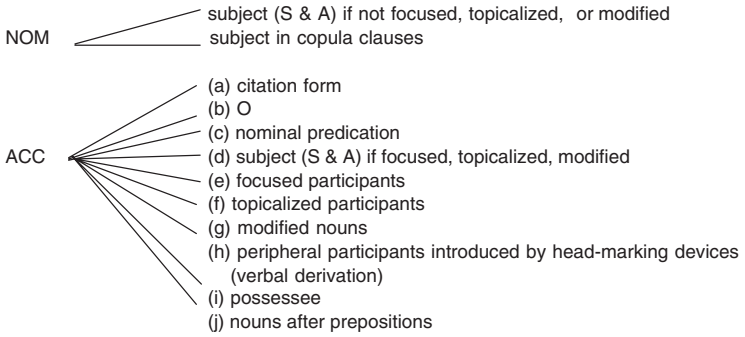 subject (S & A) if not focused, topicalized, or modified
NOM
subject in copula clauses
(a) citation form
(b) O
(c) nominal predication
ACC
(d) subject (S & A) if focused, topicalized, modified
(e) focused participants
(f) topicalized participants
(g) modified nouns
(h) peripheral participants introduced by head-marking devices
(verbal derivation)
(i) possessee
(j) nouns after prepositions